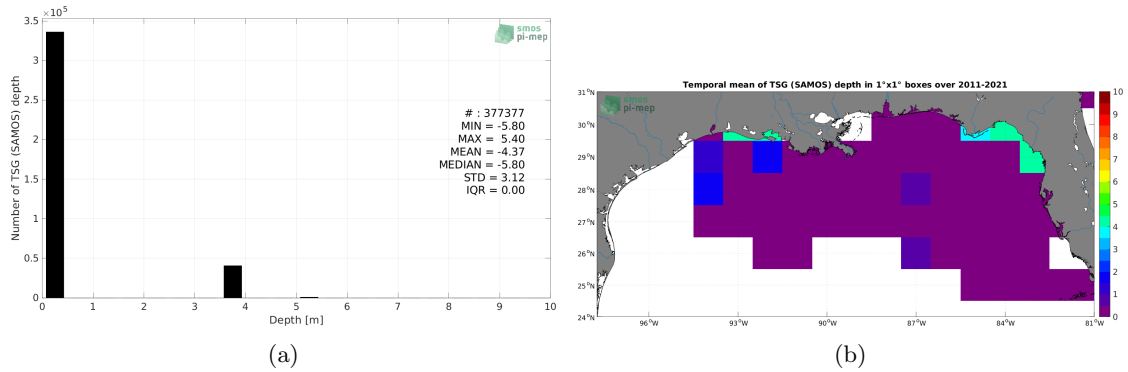 3.5
×10⁵
smos
pi-mep
3
# : 377377
2.5
MIN = -5.80
MAX = 5.40
MEAN = -4.37
2
MEDIAN = -5.80
STD = 3.12
IQR = 0.00
1.5
1
0.5
0
Number of TSG (SAMOS) depth
0 1 2 3 4 5 6 7 8 9 10
Depth [m]
(a)
Temporal mean of TSG (SAMOS) depth in 1°x1° boxes over 2011-2021
smos
pi-mep
31°N
30°N
29°N
28°N
27°N
26°N
25°N
24°N
96°W 93°W 90°W 87°W 84°W 81°W
10
9
8
7
6
5
4
3
2
1
0
(b)